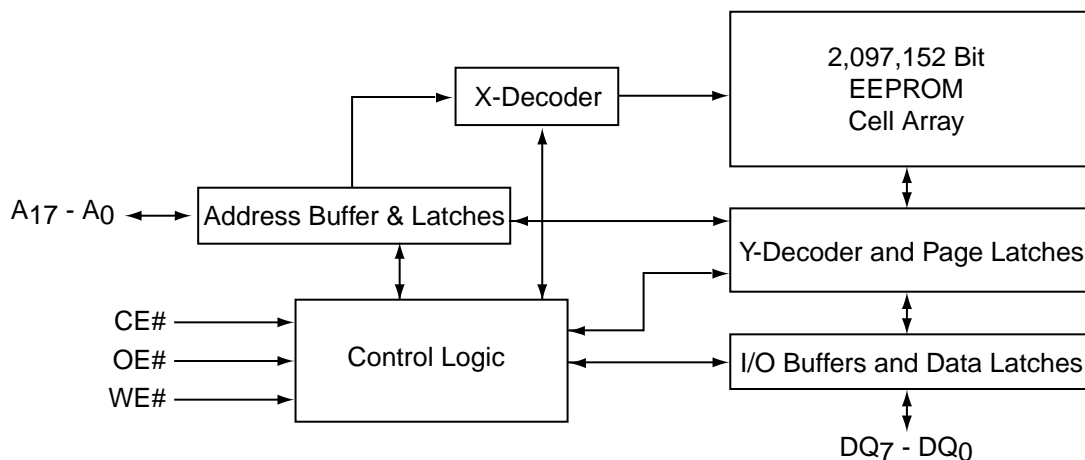 2,097,152 Bit
EEPROM
Cell Array
X-Decoder
A17 - A0
Address Buffer & Latches
Y-Decoder and Page Latches
CE#
OE#
WE#
Control Logic
I/O Buffers and Data Latches
DQ7 - DQ0